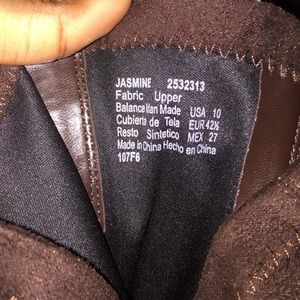 JASMINE 2532313
Fabric Upper
Balance Man Made USA 10
Cubierta de Tela EUR 42½
Resto Sintetico MEX 27
Made in China Hecho en China
107F6